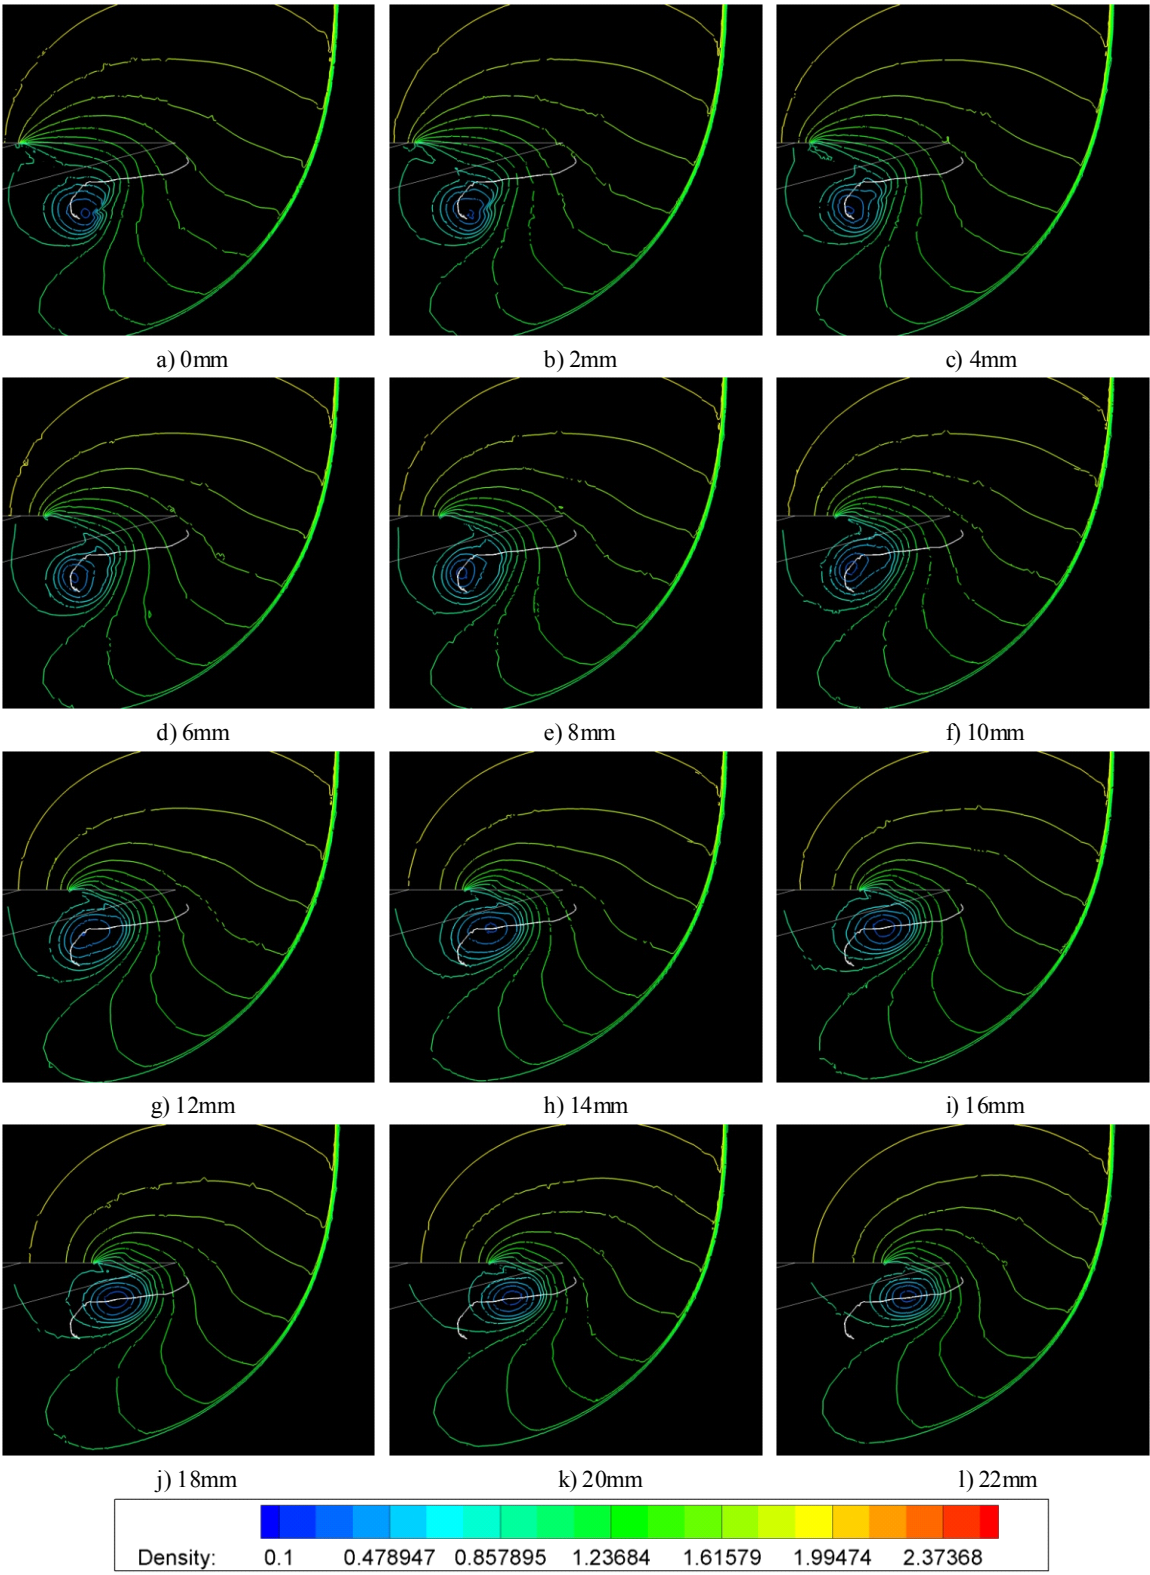 a) 0mm b) 2mm c) 4mm
d) 6mm e) 8mm f) 10mm
g) 12mm h) 14mm i) 16mm
j) 18mm k) 20mm l) 22mm
Density: 0.1 0.478947 0.857895 1.23684 1.61579 1.99474 2.37368